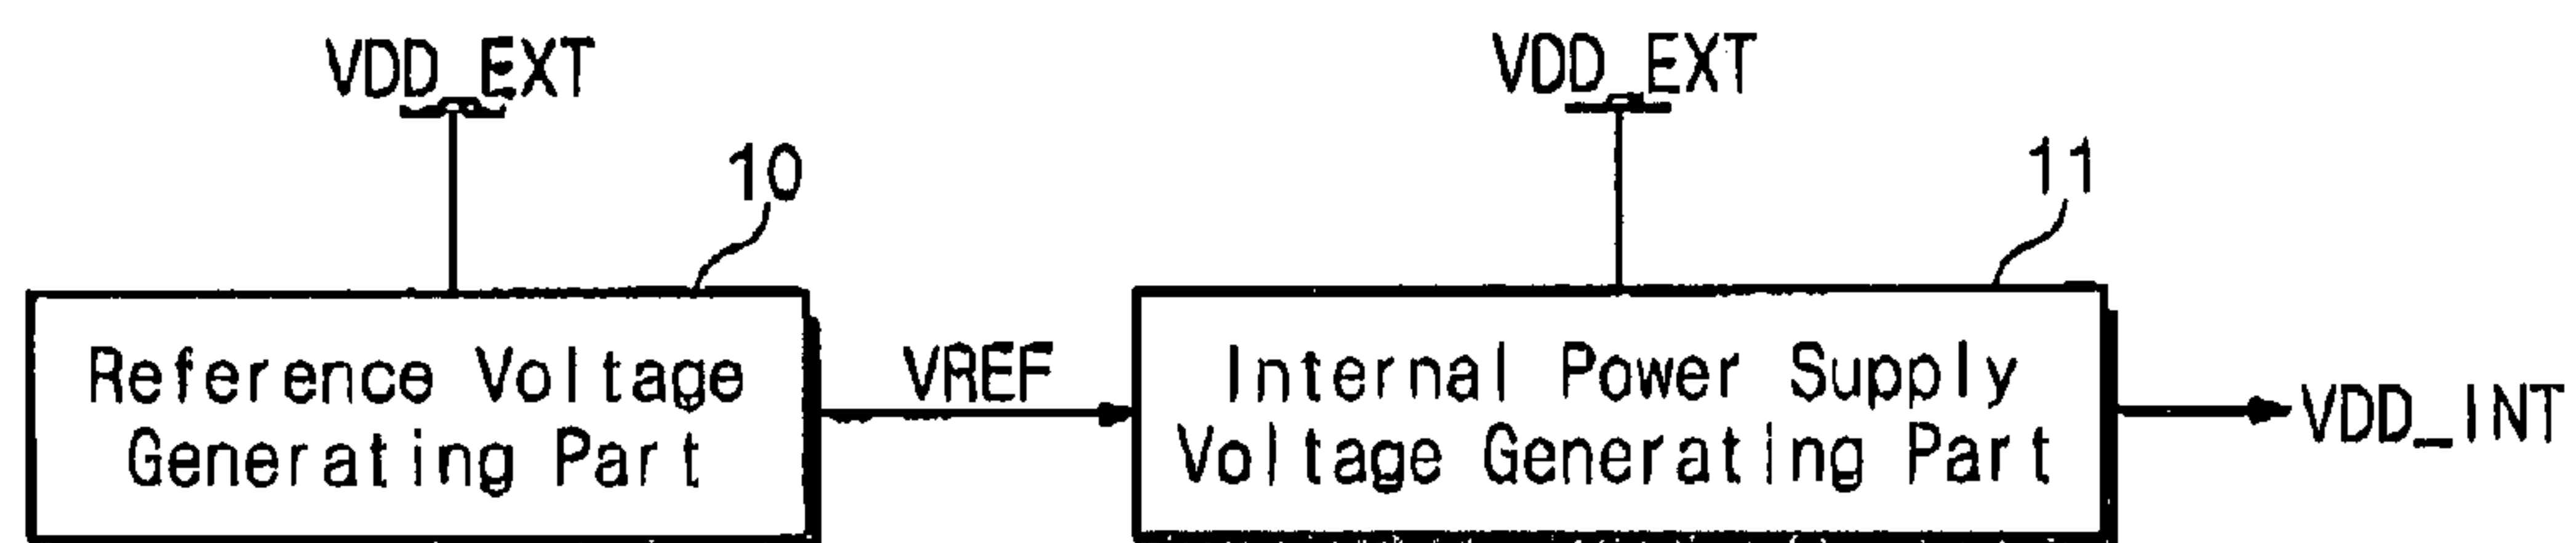 VDD_EXT
VDD_EXT
10
11
Reference Voltage
Generating Part
VREF
Internal Power Supply
Voltage Generating Part
VDD_INT